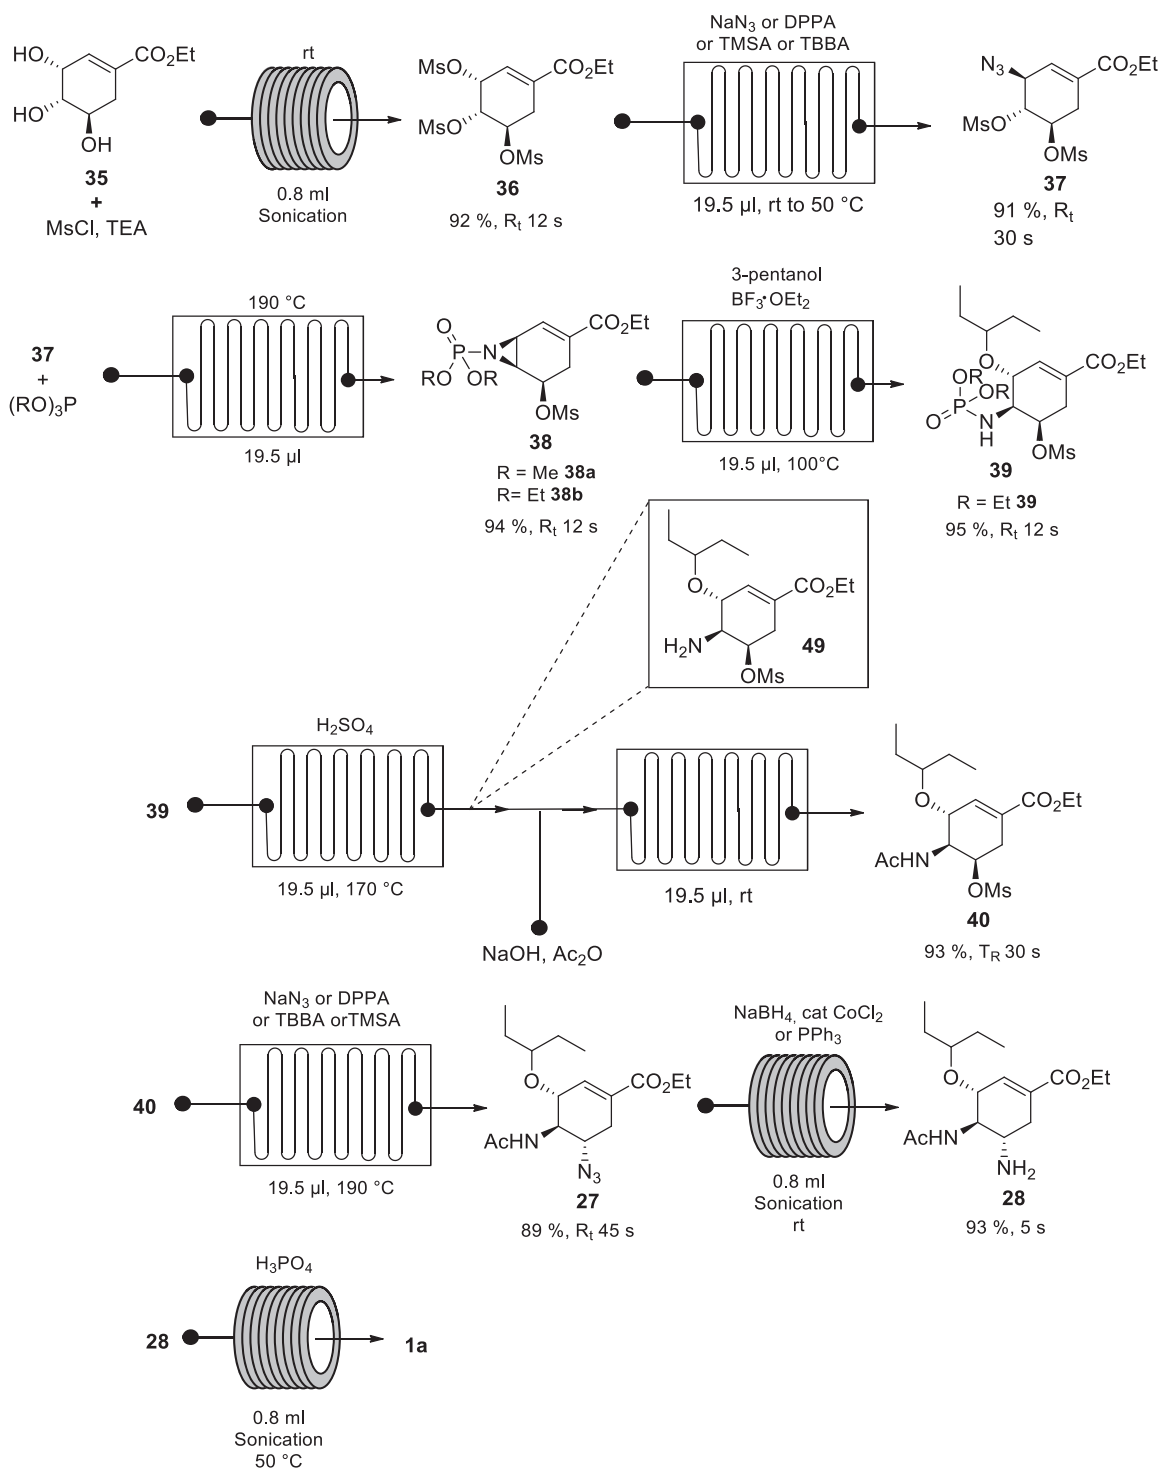 HO
HO
OH
CO2Et
35
+
MsCl, TEA
rt
0.8 ml
Sonication
MsO
MsO
OMs
CO2Et
36
92 %, Rt 12 s
NaN3 or DPPA
or TMSA or TBBA
19.5 µl, rt to 50 °C
N3
MsO
OMs
CO2Et
37
91 %, Rt
30 s
37
+
(RO)3P
190 °C
19.5 µl
O
P
N
RO
OR
CO2Et
OMs
38
R = Me 38a
R= Et 38b
94 %, Rt 12 s
3-pentanol
BF3·OEt2
19.5 µl, 100°C
O
CO2Et
RO
OR
P
O
N
H
OMs
39
R = Et 39
95 %, Rt 12 s
O
CO2Et
H2N
OMs
49
39
H2SO4
19.5 µl, 170 °C
NaOH, Ac2O
19.5 µl, rt
O
CO2Et
AcHN
OMs
40
93 %, TR 30 s
40
NaN3 or DPPA
or TBBA orTMSA
19.5 µl, 190 °C
O
CO2Et
AcHN
N3
27
89 %, Rt 45 s
NaBH4, cat CoCl2
or PPh3
0.8 ml
Sonication
rt
O
CO2Et
AcHN
NH2
28
93 %, 5 s
28
H3PO4
0.8 ml
Sonication
50 °C
1a